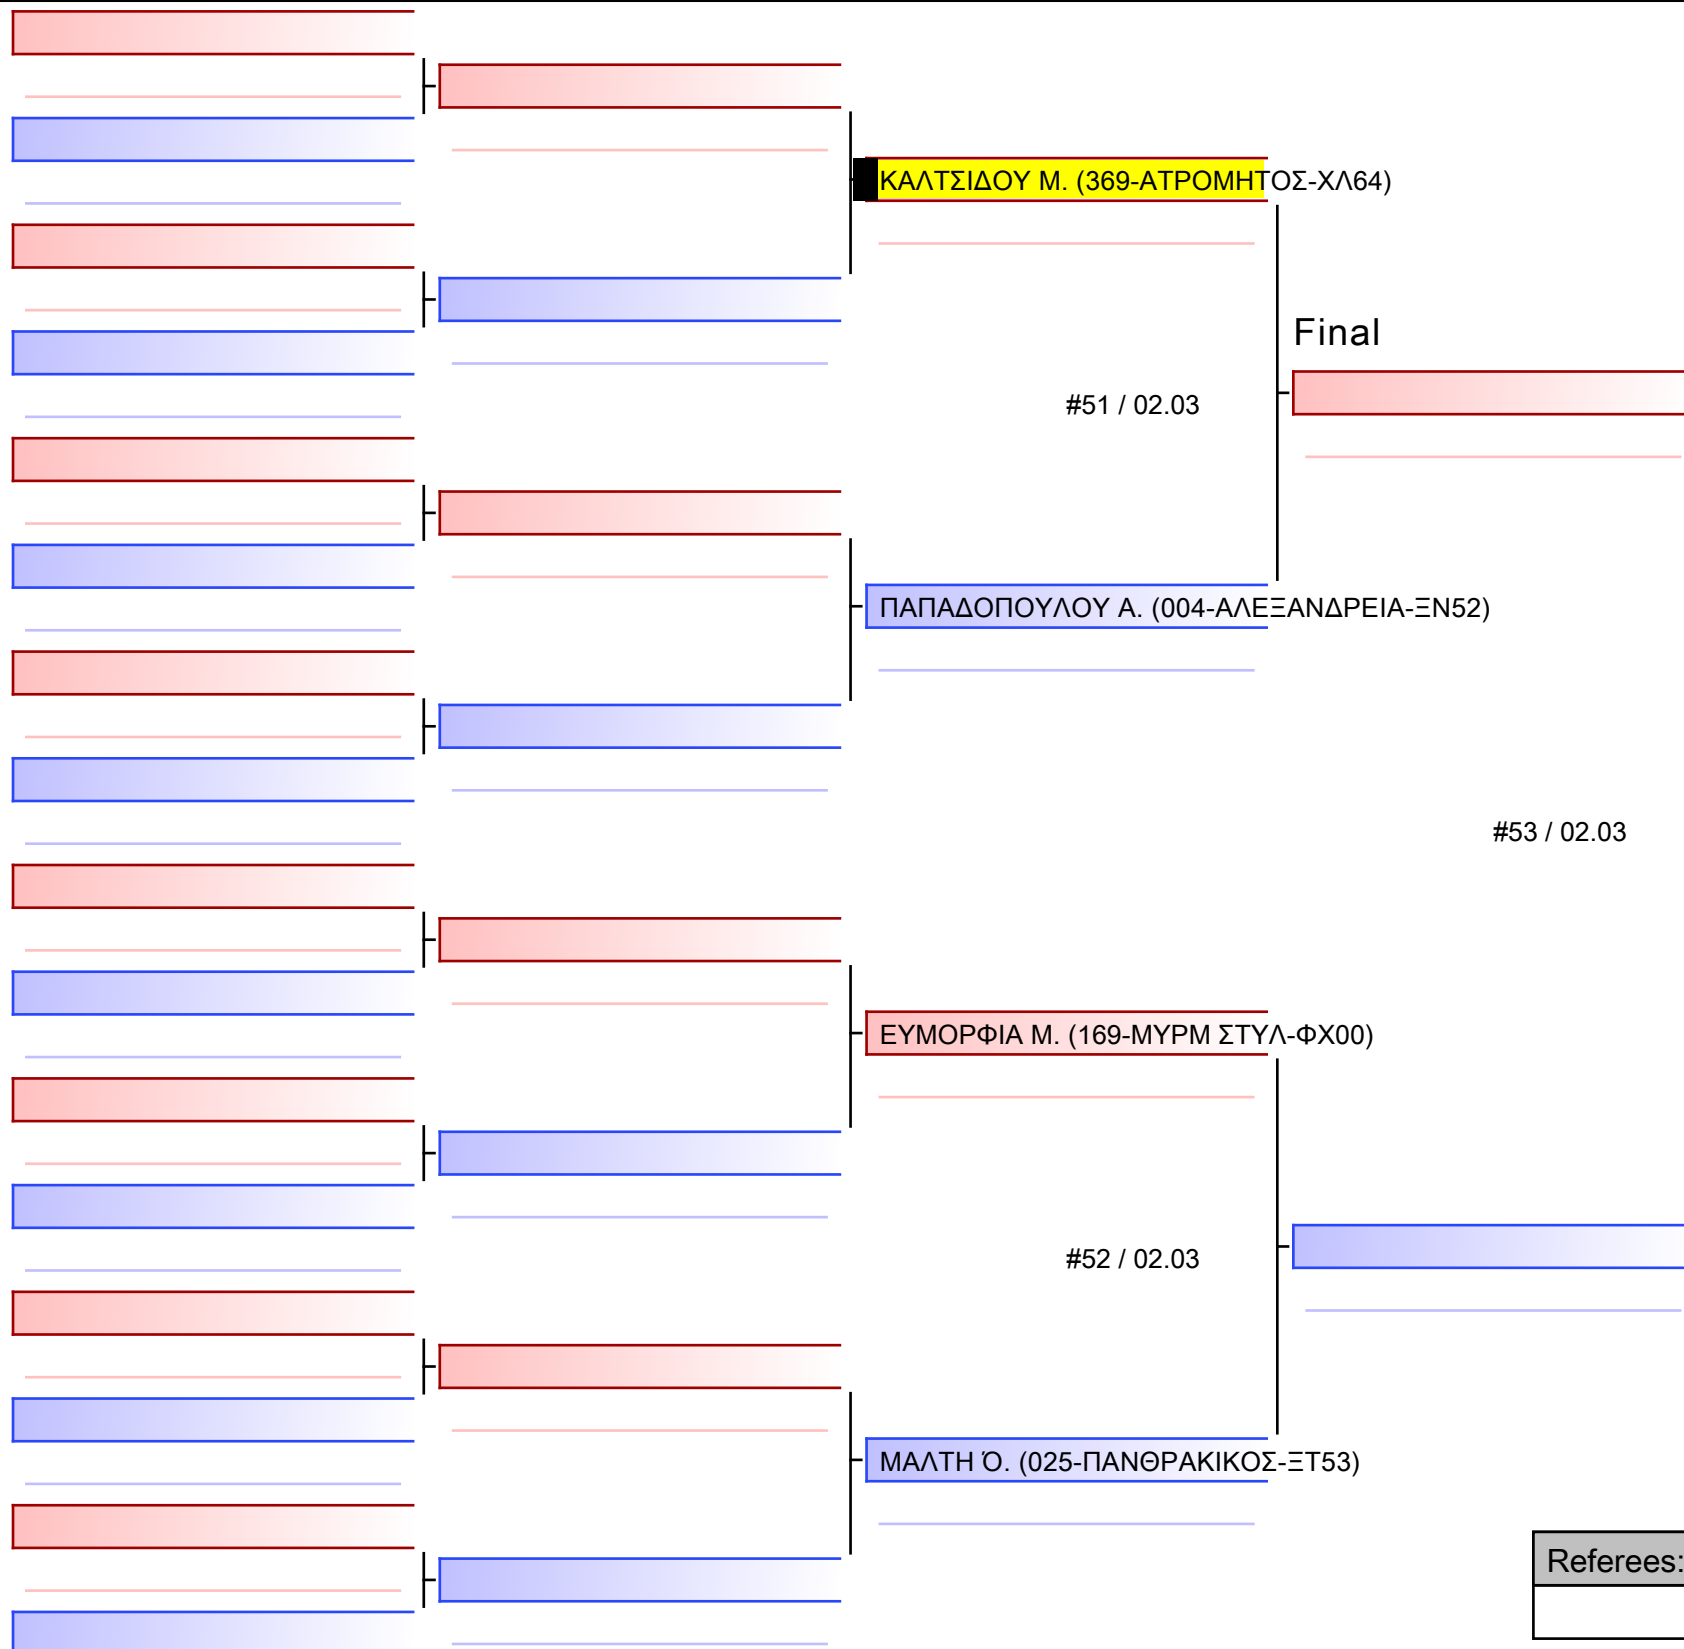 ΚΑΛΤΣΙΔΟΥ Μ. (369-ΑΤΡΟΜΗΤΟΣ-ΧΛ64)
Final
#51 / 02.03
ΠΑΠΑΔΟΠΟΥΛΟΥ Α. (004-ΑΛΕΞΑΝΔΡΕΙΑ-ΞΝ52)
#53 / 02.03
ΕΥΜΟΡΦΙΑ Μ. (169-ΜΥΡΜ ΣΤΥΛ-ΦΧ00)
#52 / 02.03
ΜΑΛΤΗ Ό. (025-ΠΑΝΘΡΑΚΙΚΟΣ-ΞΤ53)
Referees: